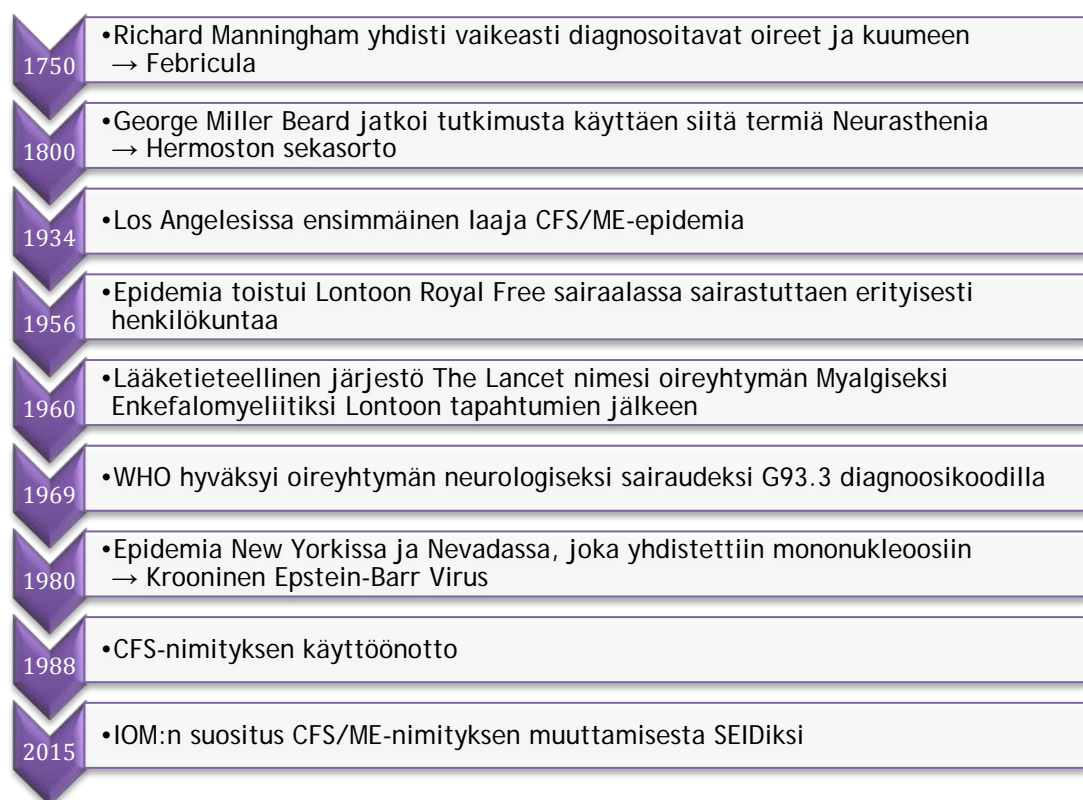 1750
•Richard Manningham yhdisti vaikeasti diagnosoitavat oireet ja kuumeen
→ Febricula
1800
•George Miller Beard jatkoi tutkimusta käyttäen siitä termiä Neurasthenia
→ Hermoston sekasorto
1934
•Los Angelesissa ensimmäinen laaja CFS/ME-epidemia
1956
•Epidemia toistui Lontoon Royal Free sairaalassa sairastuttaen erityisesti
henkilökuntaa
1960
•Lääketieteellinen järjestö The Lancet nimesi oireyhtymän Myalgiseksi
Enkefalomyeliitiksi Lontoon tapahtumien jälkeen
1969
•WHO hyväksyi oireyhtymän neurologiseksi sairaudeksi G93.3 diagnoosikoodilla
1980
•Epidemia New Yorkissa ja Nevadassa, joka yhdistettiin mononukleoosiin
→ Krooninen Epstein-Barr Virus
1988
•CFS-nimityksen käyttöönotto
2015
•IOM:n suositus CFS/ME-nimityksen muuttamisesta SEIDiksi